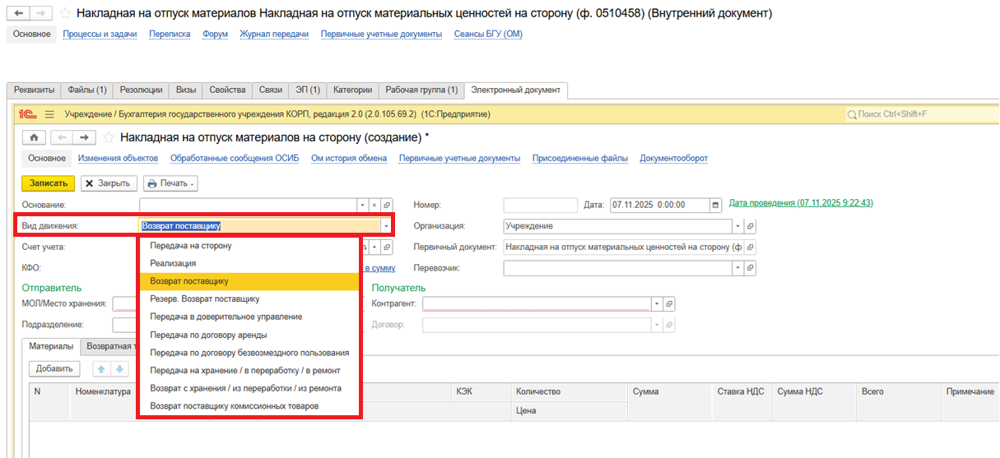 Накладная на отпуск материалов Накладная на отпуск материальных ценностей на сторону (ф. 0510458) (Внутренний документ)
Основное Процессы и задачи Переписка Форум Журнал передачи Первичные учетные документы Сеансы БГУ (ОМ)
Реквизиты Файлы (1) Резолюции Визы Свойства Связи ЭП (1) Категории Рабочая группа (1) Электронный документ
1С Учреждение / Бухгалтерия государственного учреждения КОРП, редакция 2.0 (2.0.105.69.2) (1С:Предприятие) Поиск Ctrl+Shift+F
Накладная на отпуск материалов на сторону (создание) *
Основное Изменения объектов Обработанные сообщения ОСИБ Ом история обмена Первичные учетные документы Присоединенные файлы Документооборот
Записать Закрыть Печать
Основание: Номер: Дата: 07.11.2025 0:00:00 Дата проведения (07.11.2025 9:22:43)
Вид движения: Возврат поставщику Организация: Учреждение
Счет учета: Первичный документ: Накладная на отпуск материальных ценностей на сторону (ф
КФО: в сумму Перевозчик:
Передача на сторону
Реализация
Возврат поставщику
Резерв. Возврат поставщику
Передача в доверительное управление
Передача по договору аренды
Передача по договору безвозмездного пользования
Передача на хранение / в переработку / в ремонт
Возврат с хранения / из переработки / из ремонта
Возврат поставщику комиссионных товаров
Отправитель Получатель
МОЛ/Место хранения: Контрагент:
Подразделение: Договор:
Материалы Возвратная т
Добавить
N Номенклатура КЭК Количество Сумма Ставка НДС Сумма НДС Всего Примечание
Цена